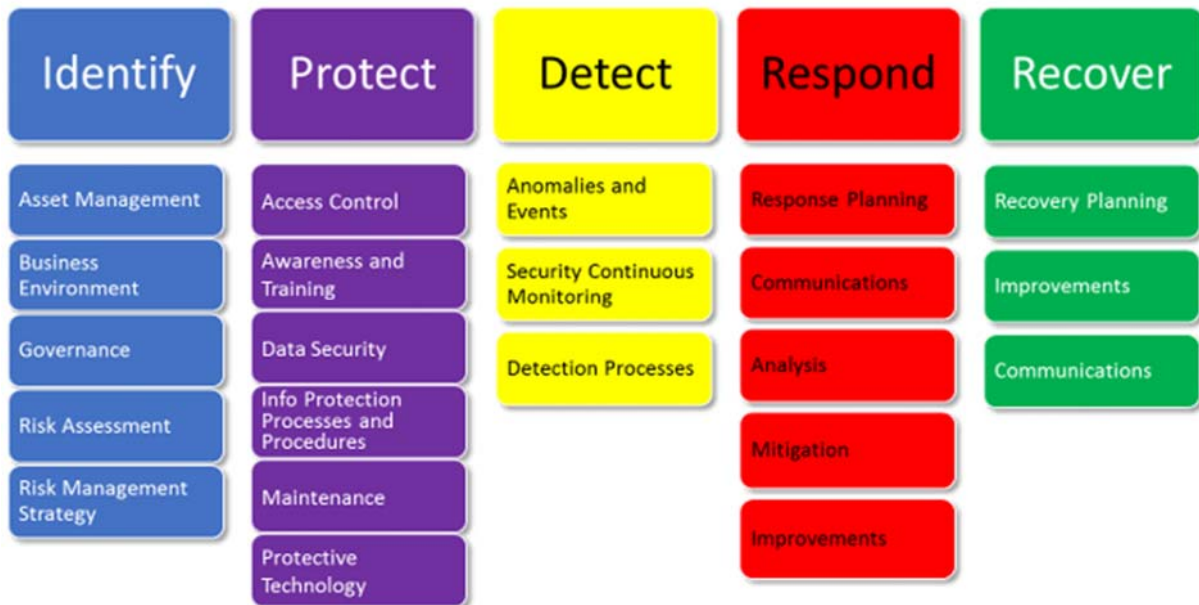 Identify
Protect
Detect
Respond
Recover
Asset Management
Business
Environment
Governance
Risk Assessment
Risk Management
Strategy
Access Control
Awareness and
Training
Data Security
Info Protection
Processes and
Procedures
Maintenance
Protective
Technology
Anomalies and
Events
Security Continuous
Monitoring
Detection Processes
Response Planning
Communications
Analysis
Mitigation
Improvements
Recovery Planning
Improvements
Communications